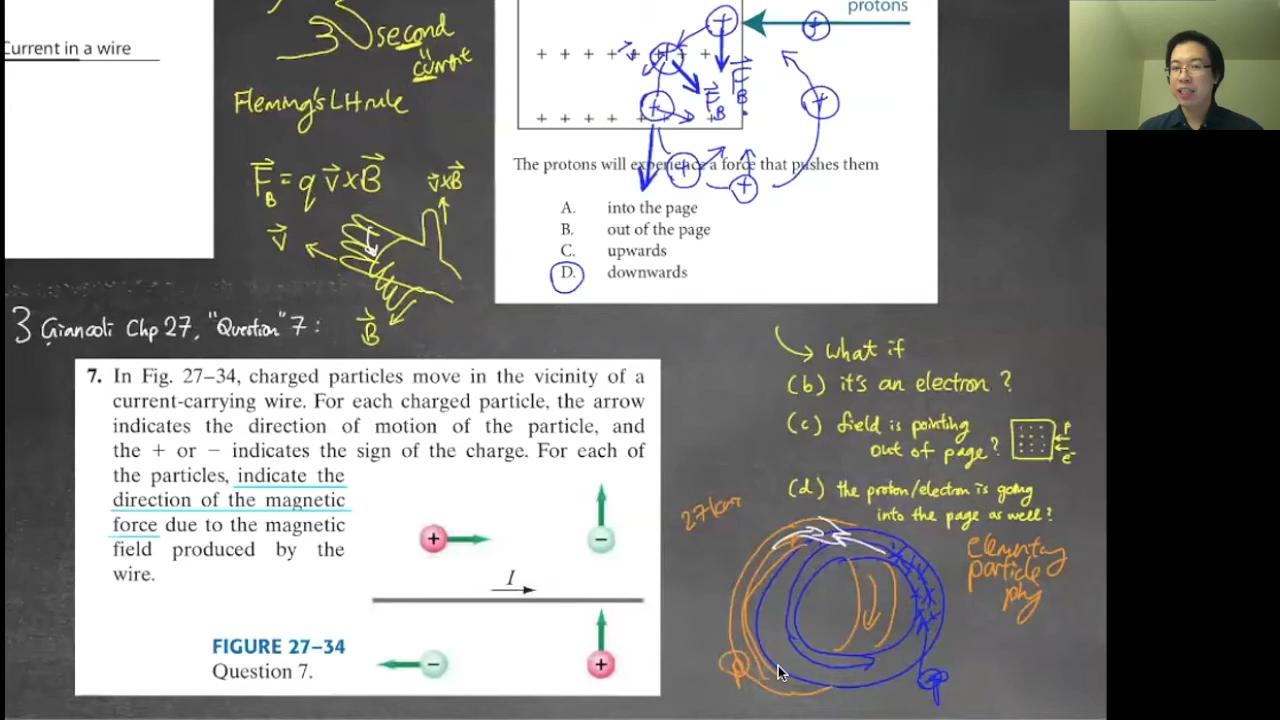 Current in a wire
second
current
Fleming's LH rule
F_B = q v x B
v x B
v
B
protons
+ + + + + + + +
v
F_B
F_B
+ + + + + + + +
The protons will experience a force that pushes them
A. into the page
B. out of the page
C. upwards
D. downwards
3 Giancoli Chp 27, "Question" 7 :
7. In Fig. 27–34, charged particles move in the vicinity of a
current-carrying wire. For each charged particle, the arrow
indicates the direction of motion of the particle, and
the + or − indicates the sign of the charge. For each of
the particles, indicate the
direction of the magnetic
force due to the magnetic
field produced by the
wire.
FIGURE 27–34
Question 7.
+
−
I
−
+
what if
(b) it's an electron ?
(c) field is pointing
out of page ?
p
e-
(d) the proton/electron is going
into the page as well?
27km
elementary
particle
phy
p